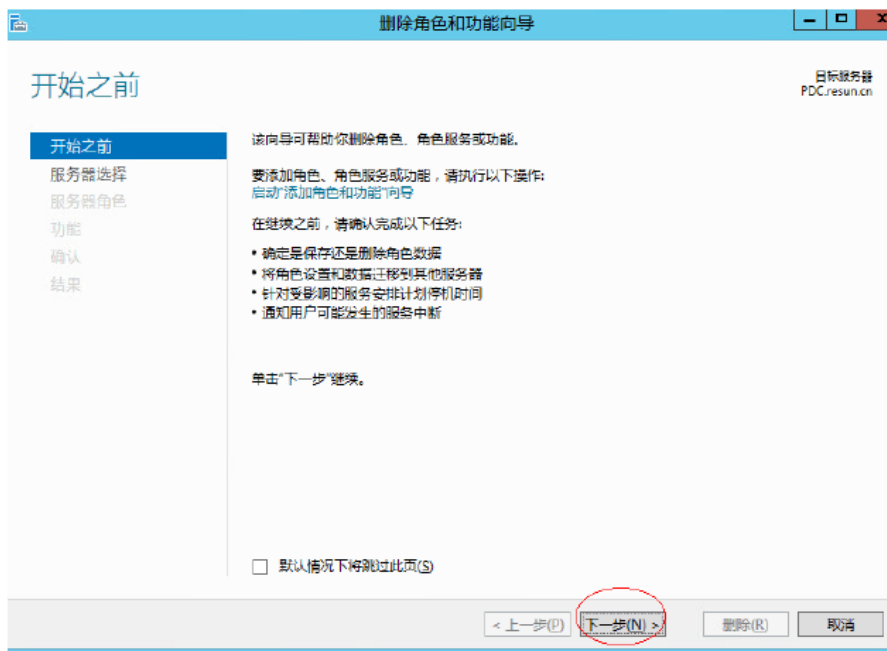 删除角色和功能向导
开始之前
目标服务器
PDC.resun.cn
开始之前
服务器选择
服务器角色
功能
确认
结果
该向导可帮助你删除角色、角色服务或功能。
要添加角色、角色服务或功能，请执行以下操作:
启动"添加角色和功能"向导
在继续之前，请确认完成以下任务:
• 确定是保存还是删除角色数据
• 将角色设置和数据迁移到其他服务器
• 针对受影响的服务安排计划停机时间
• 通知用户可能发生的服务中断
单击"下一步"继续。
默认情况下将跳过此页(S)
< 上一步(P)
下一步(N) >
删除(R)
取消